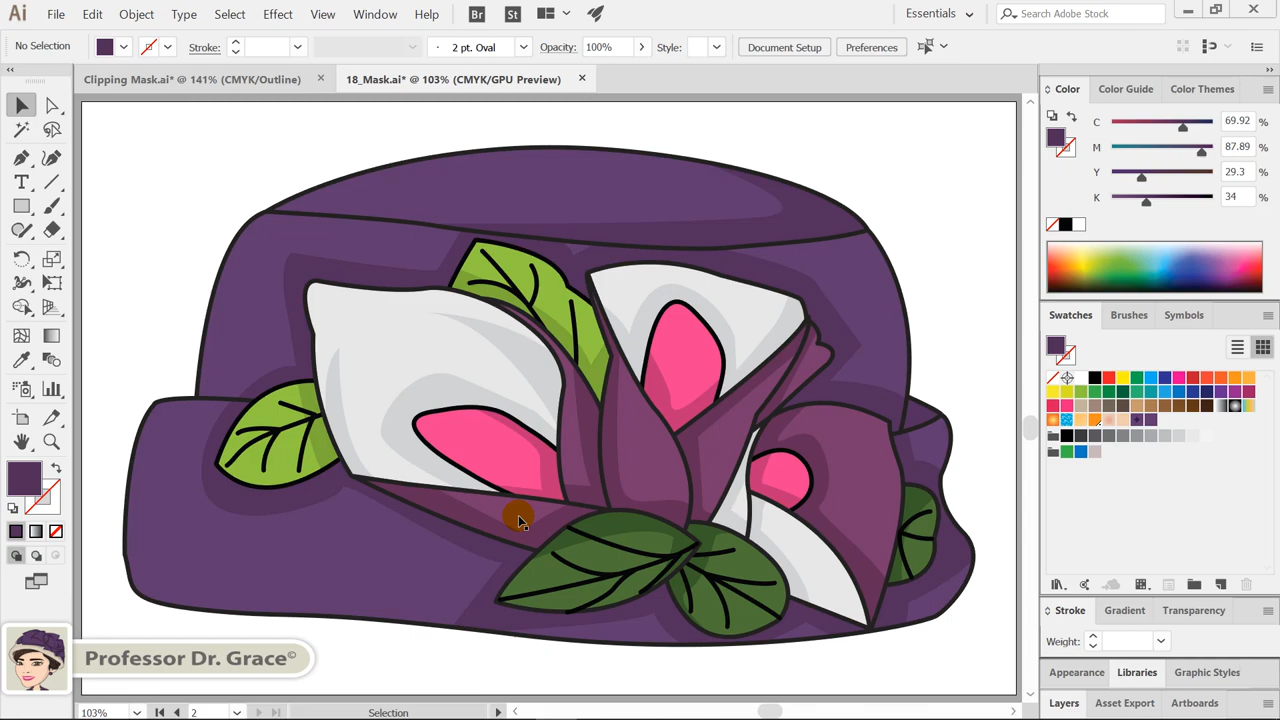 Ai File Edit Object Type Select Effect View Window Help Br St Essentials Search Adobe Stock
No Selection Stroke: 2 pt. Oval Opacity: 100% Style: Document Setup Preferences
Clipping Mask.ai* @ 141% (CMYK/Outline) 18_Mask.ai* @ 103% (CMYK/GPU Preview)
Color Color Guide Color Themes
C 69.92 %
M 87.89 %
Y 29.3 %
K 34 %
Swatches Brushes Symbols
Stroke Gradient Transparency
Weight:
Professor Dr. Grace©
Appearance Libraries Graphic Styles
Layers Asset Export Artboards
103% 2 Selection